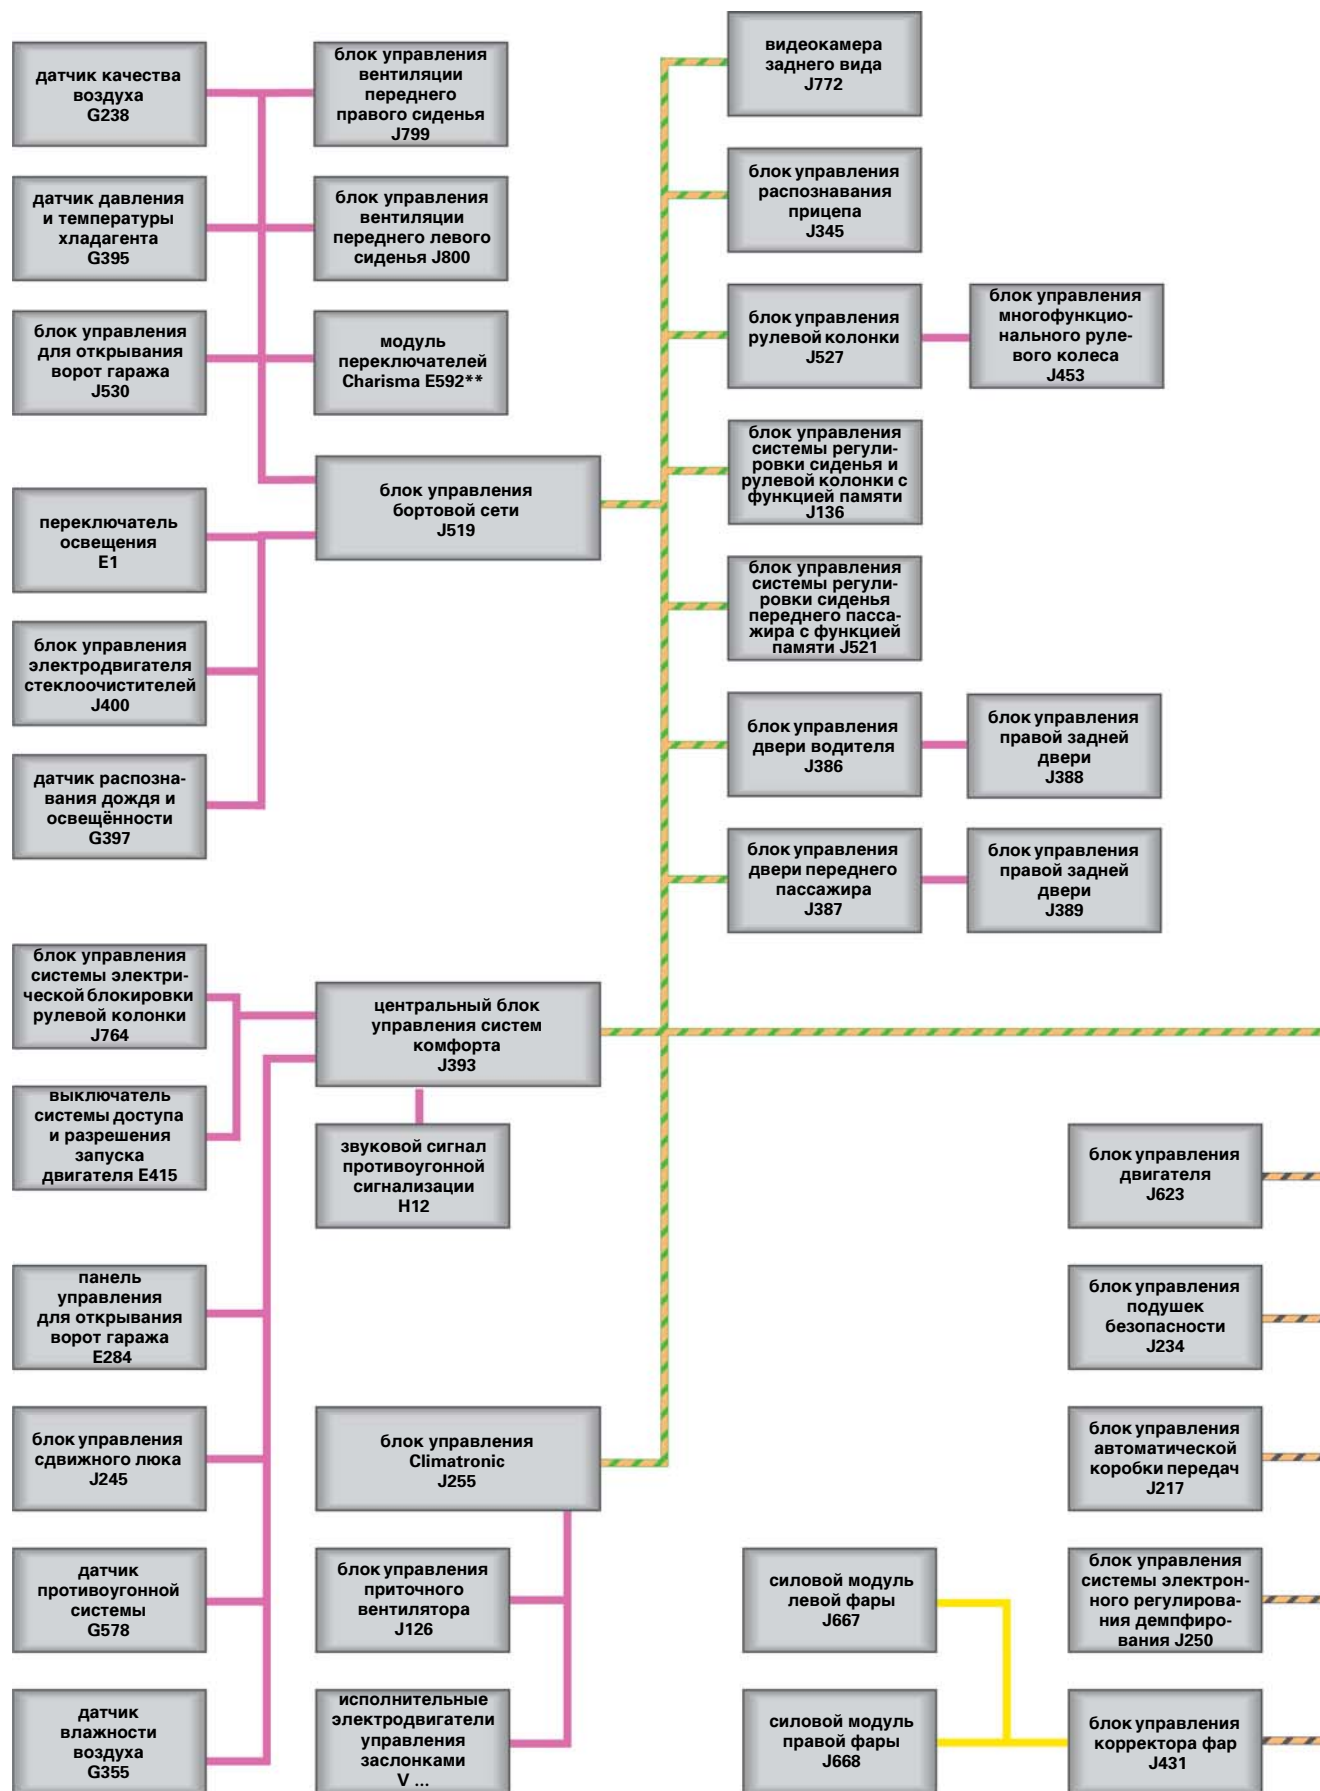 датчик качества
воздуха
G238
блок управления
вентиляции
переднего
правого сиденья
J799
датчик давления
и температуры
хладагента
G395
блок управления
вентиляции
переднего левого
сиденья J800
блок управления
для открывания
ворот гаража
J530
модуль
переключателей
Charisma E592**
блок управления
бортовой сети
J519
переключатель
освещения
E1
блок управления
электродвигателя
стеклоочистителей
J400
датчик распозна-
вания дождя и
освещённости
G397
видеокамера
заднего вида
J772
блок управления
распознавания
прицепа
J345
блок управления
рулевой колонки
J527
блок управления
многофункцио-
нального руле-
вого колеса
J453
блок управления
системы регули-
ровки сиденья и
рулевой колонки с
функцией памяти
J136
блок управления
системы регули-
ровки сиденья
переднего пасса-
жира с функцией
памяти J521
блок управления
двери водителя
J386
блок управления
правой задней
двери
J388
блок управления
двери переднего
пассажира
J387
блок управления
правой задней
двери
J389
блок управления
системы электри-
ческой блокировки
рулевой колонки
J764
центральный блок
управления систем
комфорта
J393
выключатель
системы доступа
и разрешения
запуска
двигателя E415
звуковой сигнал
противоугонной
сигнализации
H12
панель
управления
для открывания
ворот гаража
E284
блок управления
сдвижного люка
J245
блок управления
Climatronic
J255
датчик
противоугонной
системы
G578
блок управления
приточного
вентилятора
J126
датчик
влажности
воздуха
G355
исполнительные
электродвигатели
управления
заслонками
V ...
блок управления
двигателя
J623
блок управления
подушек
безопасности
J234
блок управления
автоматической
коробки передач
J217
силовой модуль
левой фары
J667
блок управления
системы электрон-
ного регулирова-
ния демпфиро-
вания J250
силовой модуль
правой фары
J668
блок управления
корректора фар
J431